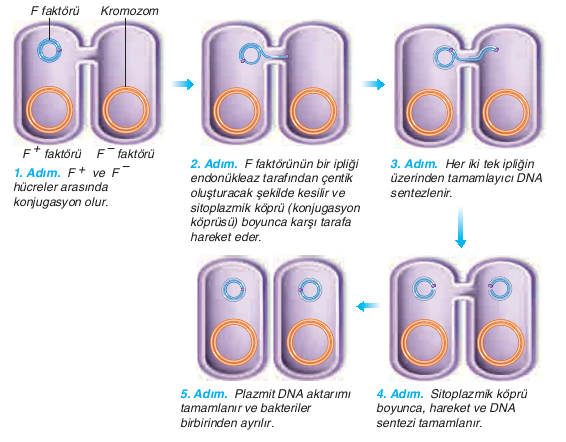 F faktörü Kromozom
F + faktörü F – faktörü
1. Adım. F + ve F –
hücreler arasında
konjugasyon olur.
2. Adım. F faktörünün bir ipliği
endonükleaz tarafından çentik
oluşturacak şekilde kesilir ve
sitoplazmik köprü (konjugasyon
köprüsü) boyunca karşı tarafa
hareket eder.
3. Adım. Her iki tek ipliğin
üzerinden tamamlayıcı DNA
sentezlenir.
4. Adım. Sitoplazmik köprü
boyunca, hareket ve DNA
sentezi tamamlanır.
5. Adım. Plazmit DNA aktarımı
tamamlanır ve bakteriler
birbirinden ayrılır.